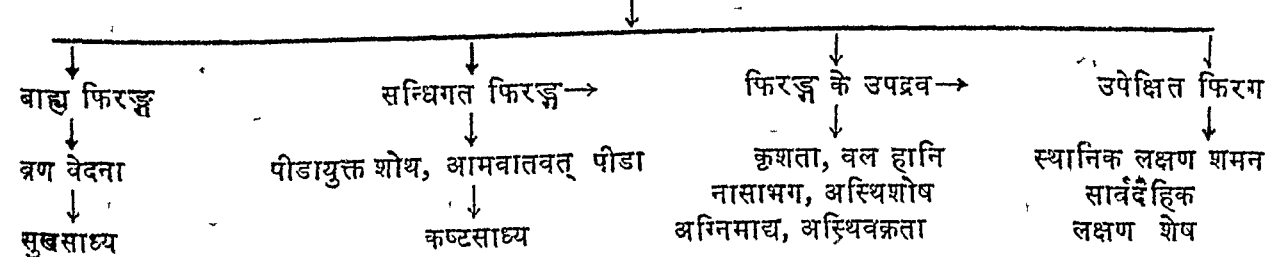 बाह्य फिरङ्ग सन्धिगत फिरङ्ग→ फिरङ्ग के उपद्रव→ उपेक्षित फिरग
व्रण वेदना पीडायुक्त शोथ, आमवातवत् पीडा कृशता, वल हानि स्थानिक लक्षण शमन
नासाभग, अस्थिशोष सार्वदैहिक
सुखसाध्य कष्टसाध्य अग्निमाद्य, अस्थिवक्रता लक्षण शेष